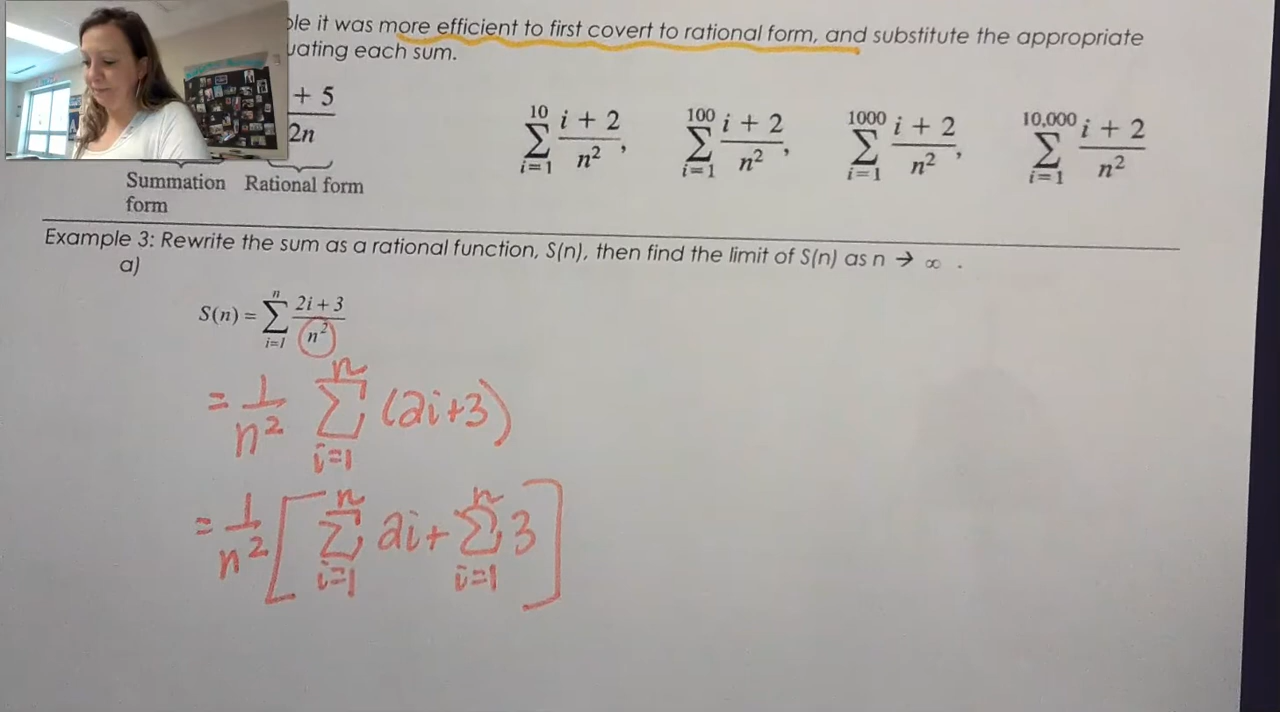 ble it was more efficient to first covert to rational form, and substitute the appropriate
uating each sum.
+ 5
2n
Summation form
Rational form
10 ∑ i=1 i + 2 / n²,
100 ∑ i=1 i + 2 / n²,
1000 ∑ i=1 i + 2 / n²,
10,000 ∑ i=1 i + 2 / n²
Example 3: Rewrite the sum as a rational function, S(n), then find the limit of S(n) as n → ∞ .
a)
S(n) = n ∑ i=1 2i + 3 / n²
= 1/n² n ∑ i=1 (2i+3)
= 1/n² [ n ∑ i=1 2i + n ∑ i=1 3 ]